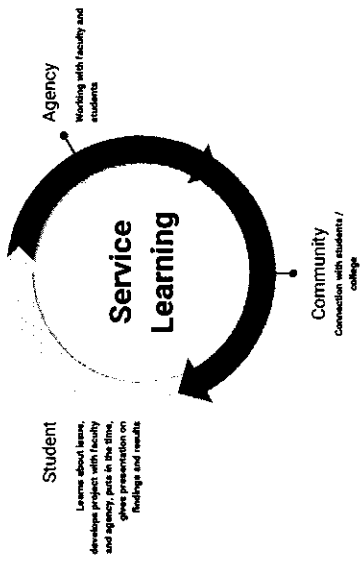 Student
Learns about issue,
develops project with faculty
and agency, puts in the time,
gives presentation on
findings and results
Service
Learning
Agency
Working with faculty and
students
Community
Connection with students /
college